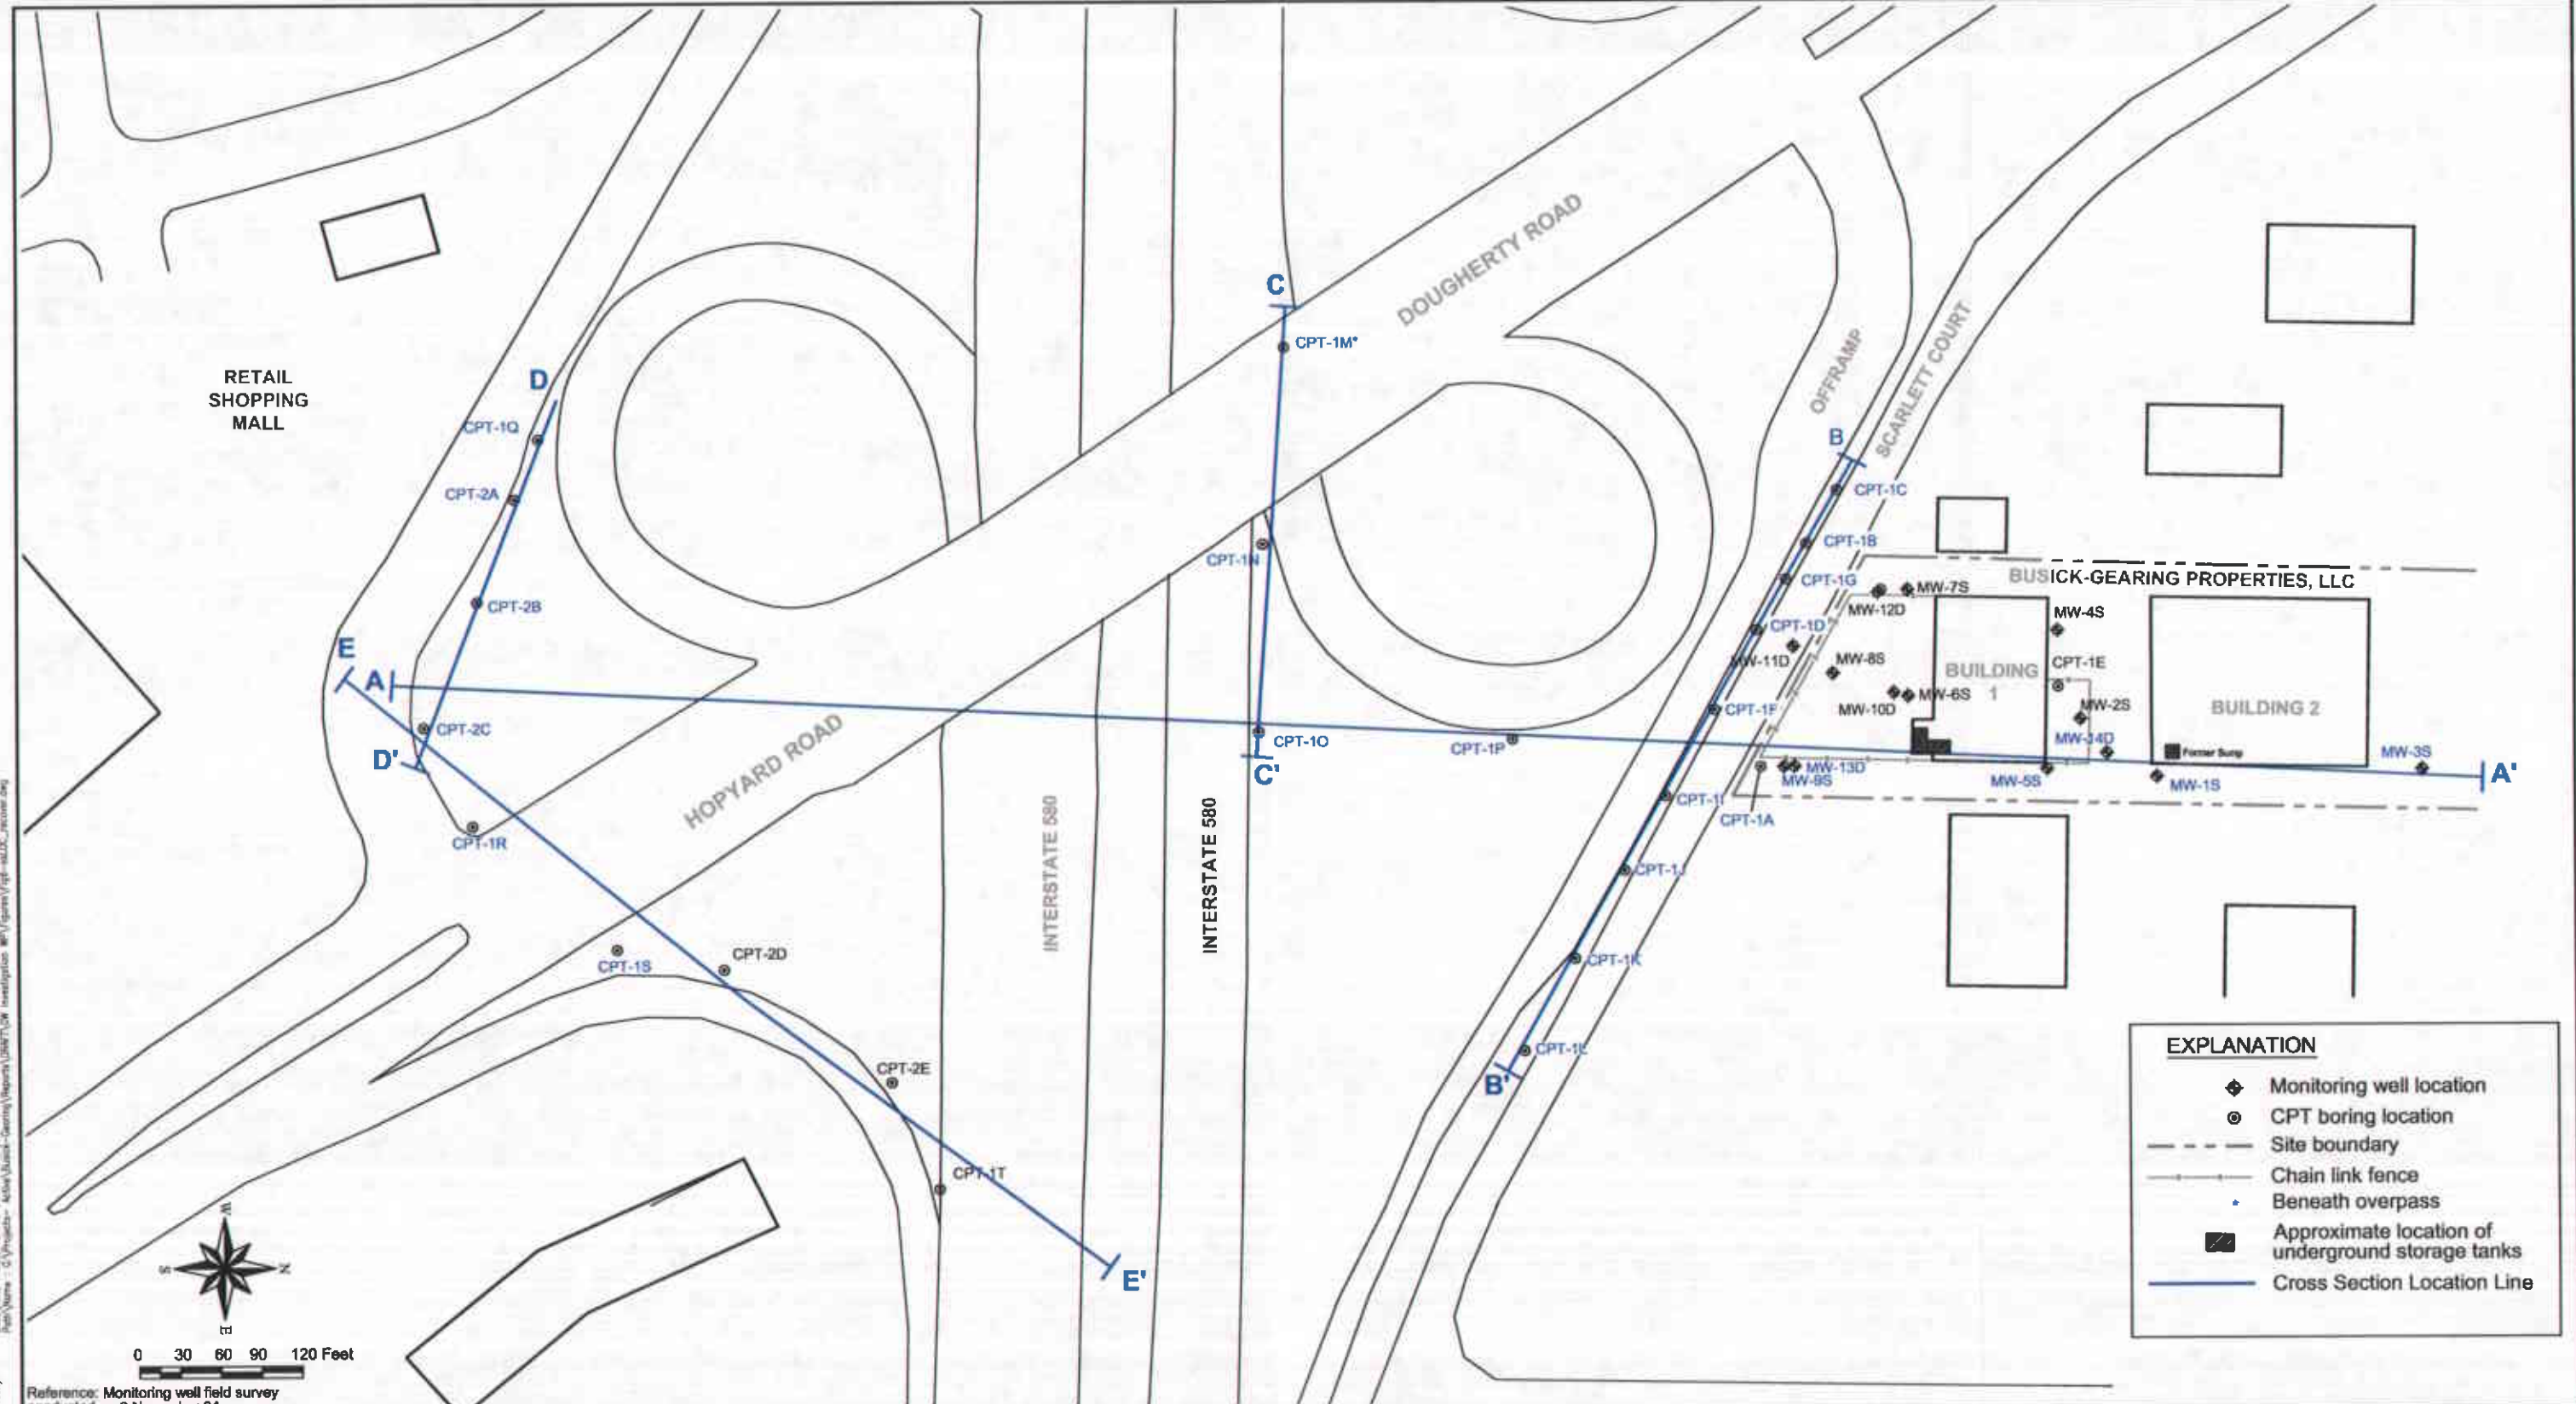 RETAIL
SHOPPING
MALL
DOUGHERTY ROAD
HOPYARD ROAD
INTERSTATE 580
INTERSTATE 580
OFFRAMP
SCARLETT COURT
C
CPT-1M*
CPT-1N
CPT-1O
C'
D
CPT-1Q
CPT-2A
CPT-2B
CPT-2C
D'
E
A
CPT-1R
CPT-1S
CPT-2D
CPT-2E
CPT-1T
E'
CPT-1P
B
CPT-1C
CPT-1B
CPT-1G
CPT-1D
CPT-1F
CPT-1I
CPT-1A
CPT-1J
CPT-1K
CPT-1L
B'
BUSICK-GEARING PROPERTIES, LLC
MW-7S
MW-12D
MW-11D
MW-8S
MW-6S
MW-10D
MW-13D
MW-9S
BUILDING
1
MW-4S
CPT-1E
MW-2S
MW-14D
MW-5S
BUILDING 2
Former Sump
MW-1S
MW-3S
A'
EXPLANATION
Monitoring well location
CPT boring location
Site boundary
Chain link fence
* Beneath overpass
Approximate location of
underground storage tanks
Cross Section Location Line
W
S
N
E
0 30 60 90 120 Feet
Reference: Monitoring well field survey